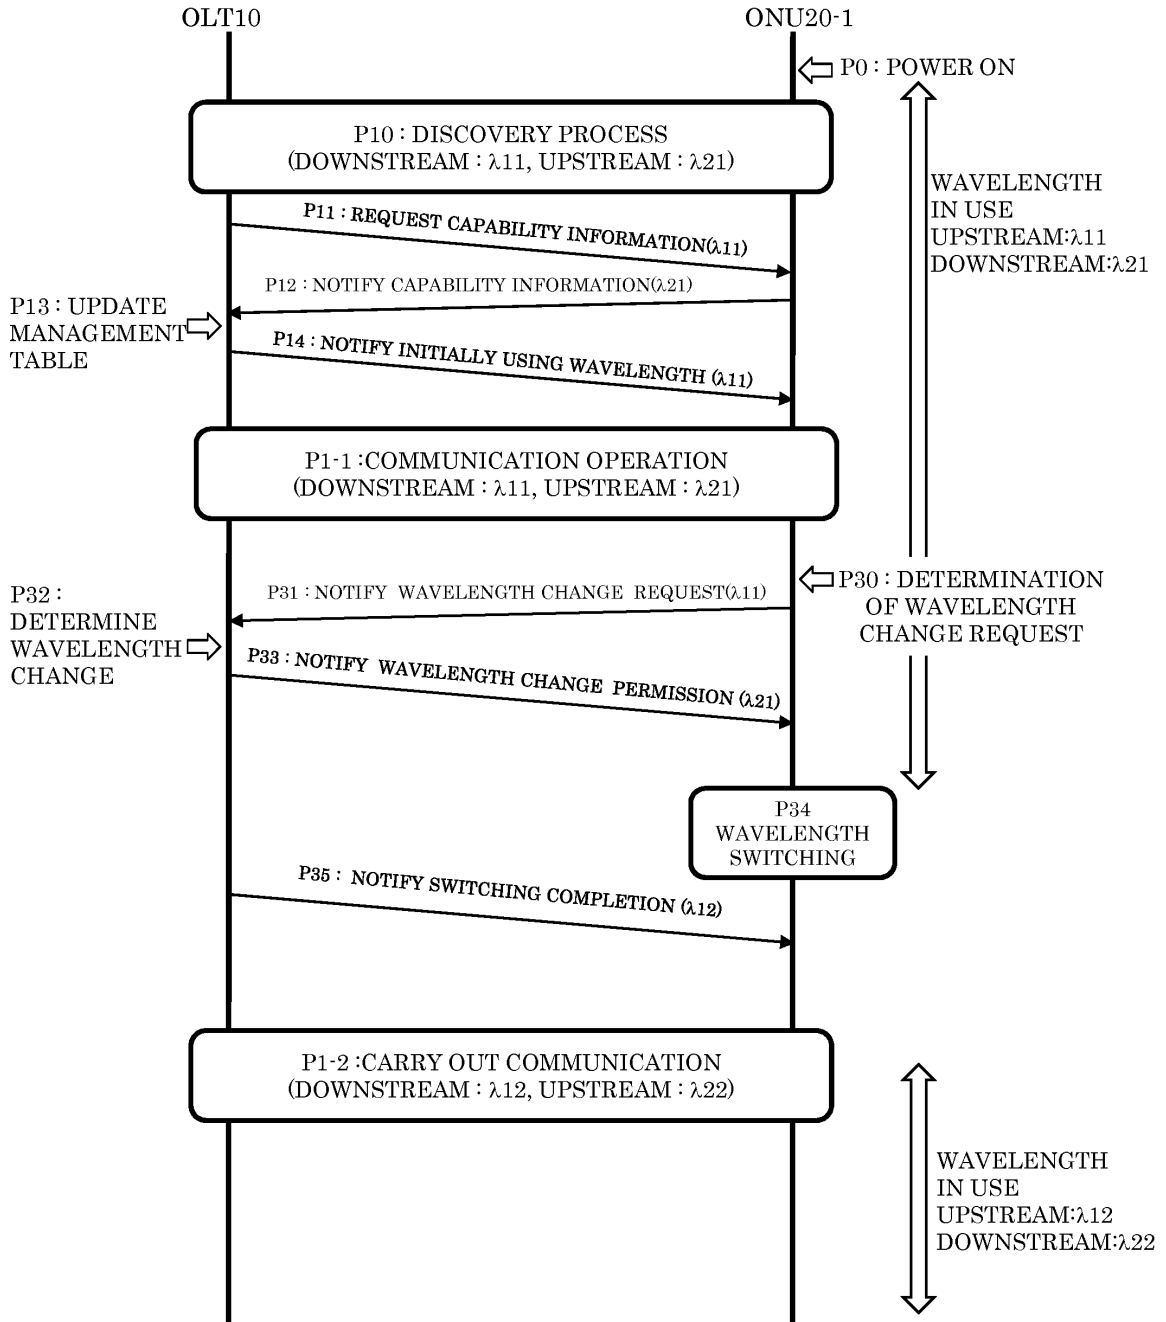 OLT10
ONU20-1
P0 : POWER ON
P10 : DISCOVERY PROCESS
(DOWNSTREAM : λ11, UPSTREAM : λ21)
WAVELENGTH
IN USE
UPSTREAM:λ11
DOWNSTREAM:λ21
P11 : REQUEST CAPABILITY INFORMATION(λ11)
P12 : NOTIFY CAPABILITY INFORMATION(λ21)
P13 : UPDATE
MANAGEMENT
TABLE
P14 : NOTIFY INITIALLY USING WAVELENGTH (λ11)
P1-1 :COMMUNICATION OPERATION
(DOWNSTREAM : λ11, UPSTREAM : λ21)
P30 : DETERMINATION
OF WAVELENGTH
CHANGE REQUEST
P31 : NOTIFY WAVELENGTH CHANGE REQUEST(λ11)
P32 :
DETERMINE
WAVELENGTH
CHANGE
P33 : NOTIFY WAVELENGTH CHANGE PERMISSION (λ21)
P34
WAVELENGTH
SWITCHING
P35 : NOTIFY SWITCHING COMPLETION (λ12)
P1-2 :CARRY OUT COMMUNICATION
(DOWNSTREAM : λ12, UPSTREAM : λ22)
WAVELENGTH
IN USE
UPSTREAM:λ12
DOWNSTREAM:λ22